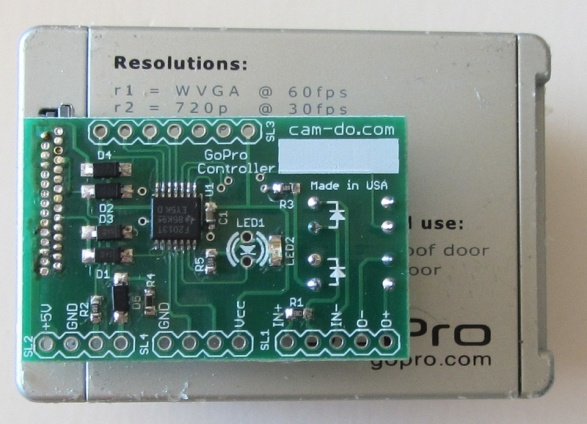 Resolutions:
r1 = WVGA @ 60fps
r2 = 720p @ 30fps
SL3
cam-do.com
GoPro
Controller
Made in USA
D4
D2
D3
D1
U1
C1
R3
LED1
LED2
R5
R4
D5
R2
R1
use:
oof door
oor
SL2
+5V
GND
SL4
GND
Vcc
SL1
IN+
IN-
O-
O+
Pro
gopro.com